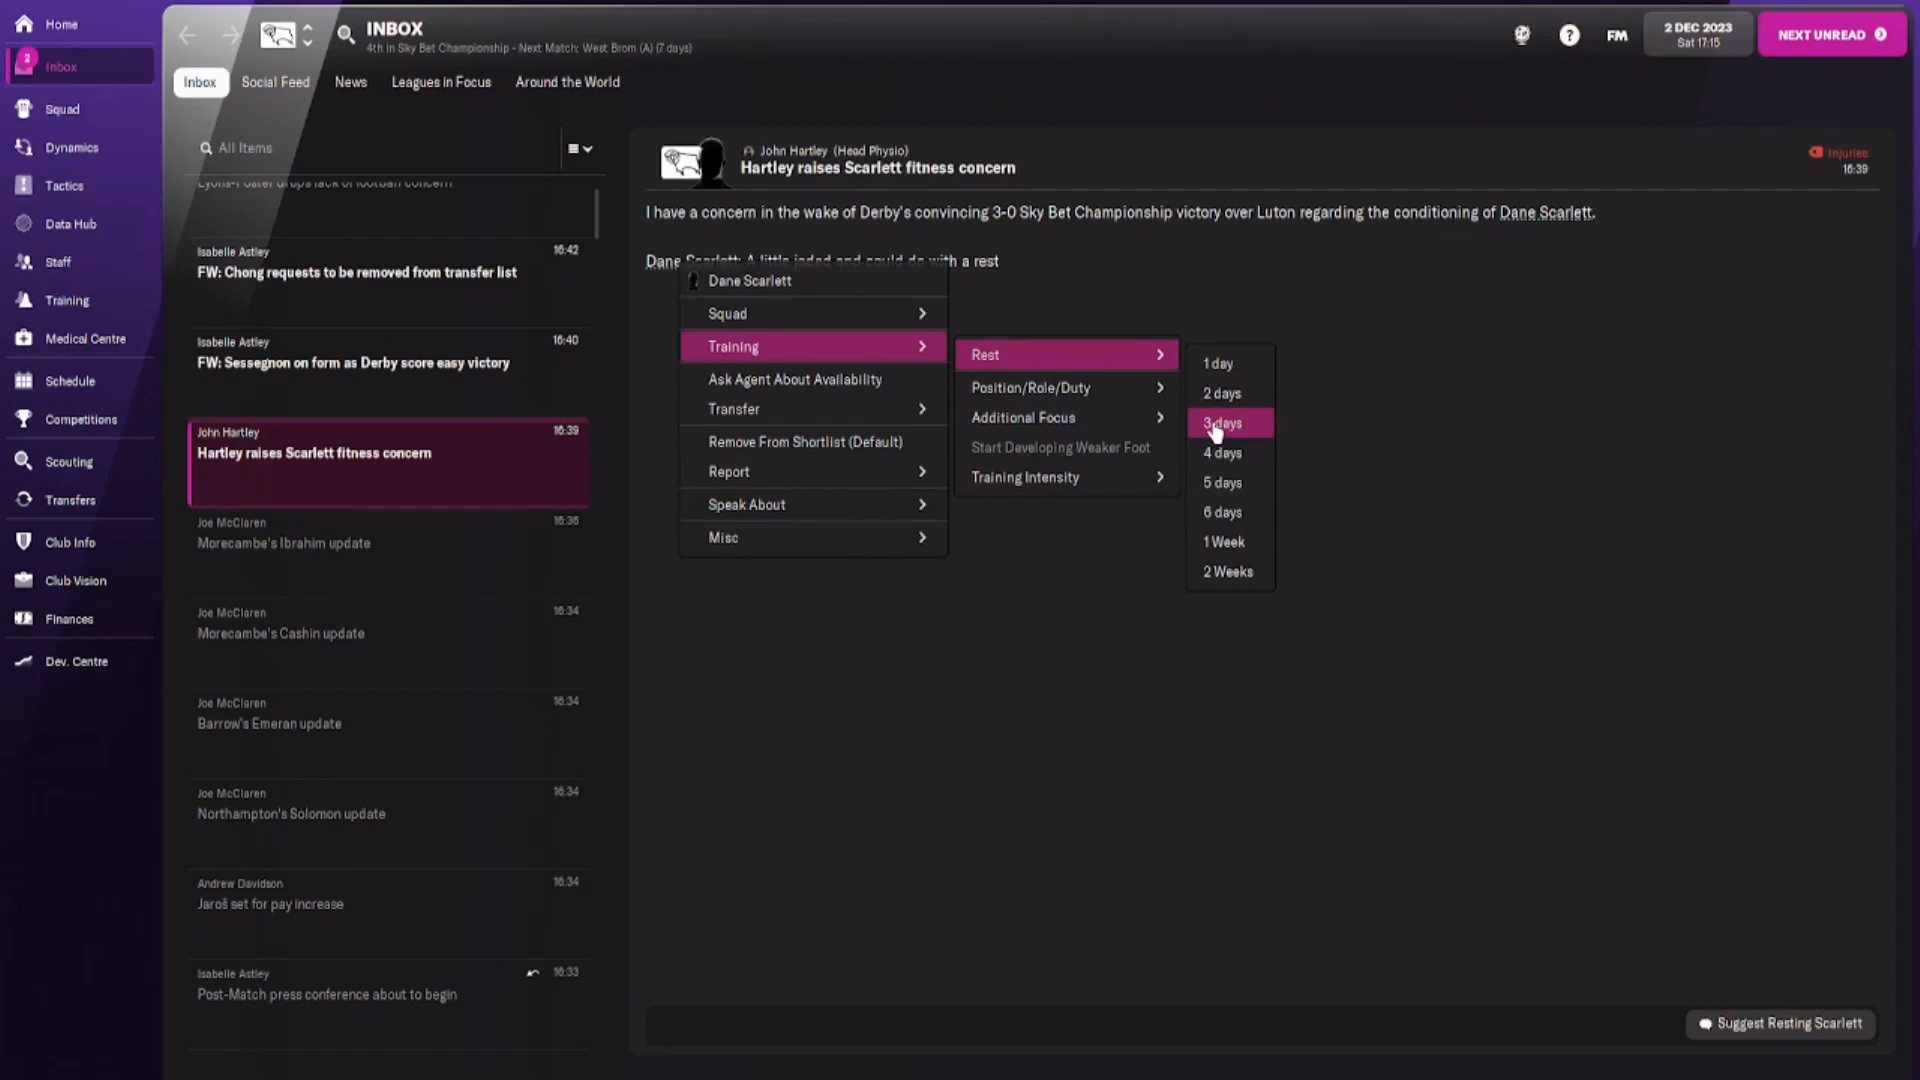 Home
2
Inbox
Squad
Dynamics
Tactics
Data Hub
Staff
Training
Medical Centre
Schedule
Competitions
Scouting
Transfers
Club Info
Club Vision
Finances
Dev. Centre
INBOX
4th in Sky Bet Championship - Next Match: West Brom (A) (7 days)
?
FM
2 DEC 2023
Sat 17:15
NEXT UNREAD
Inbox
Social Feed
News
Leagues in Focus
Around the World
All Items
Isabelle Astley
16:42
FW: Chong requests to be removed from transfer list
Isabelle Astley
16:40
FW: Sessegnon on form as Derby score easy victory
John Hartley
16:39
Hartley raises Scarlett fitness concern
Joe McClaren
16:36
Morecambe's Ibrahim update
Joe McClaren
16:34
Morecambe's Cashin update
Joe McClaren
16:34
Barrow's Emeran update
Joe McClaren
16:34
Northampton's Solomon update
Andrew Davidson
16:34
Jaroš set for pay increase
Isabelle Astley
16:33
Post-Match press conference about to begin
John Hartley (Head Physio)
Hartley raises Scarlett fitness concern
Injuries
16:39
I have a concern in the wake of Derby's convincing 3-0 Sky Bet Championship victory over Luton regarding the conditioning of Dane Scarlett.
Dane Scarlett: A little jaded and could do with a rest
Dane Scarlett
Squad
Training
Ask Agent About Availability
Transfer
Remove From Shortlist (Default)
Report
Speak About
Misc
Rest
Position/Role/Duty
Additional Focus
Start Developing Weaker Foot
Training Intensity
1 day
2 days
3 days
4 days
5 days
6 days
1 Week
2 Weeks
Suggest Resting Scarlett